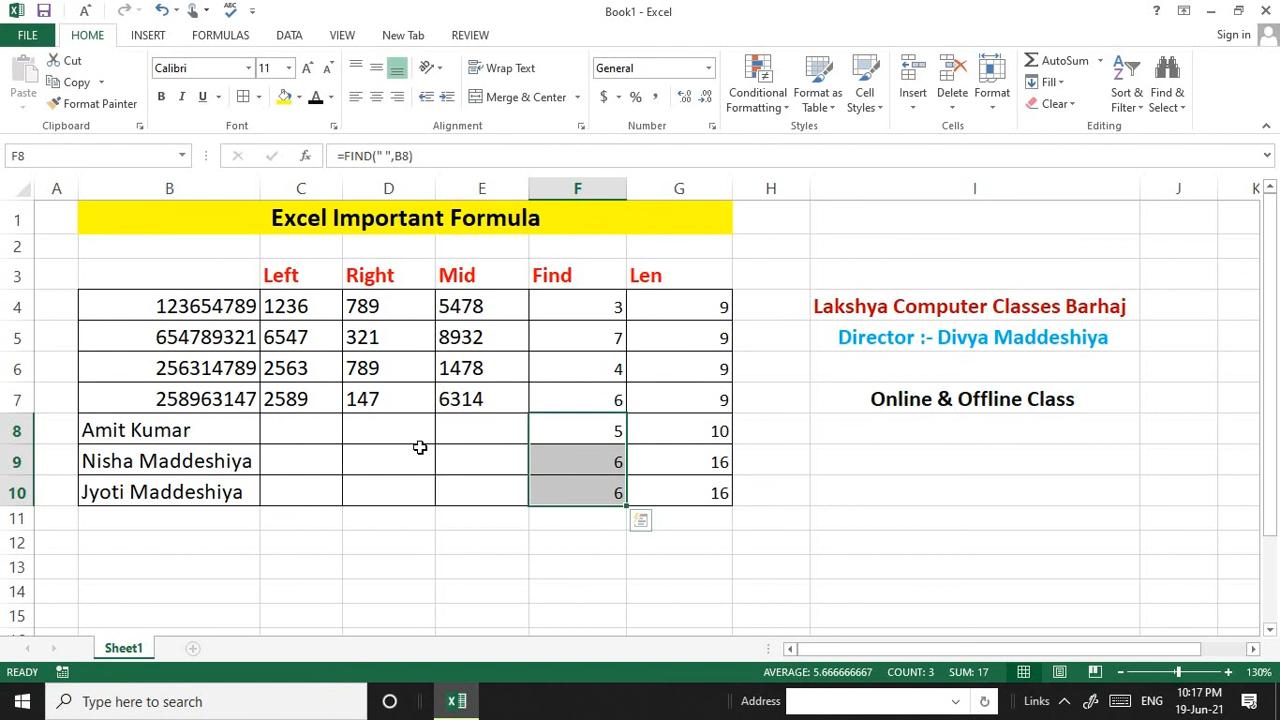 Book1 - Excel
FILE HOME INSERT FORMULAS DATA VIEW New Tab REVIEW Sign in
Paste Cut Copy Format Painter Clipboard
Calibri 11 B I U A Font
Wrap Text Merge & Center Alignment
General $ % , Number
Conditional Formatting Format as Table Cell Styles Styles
Insert Delete Format Cells
AutoSum Fill Clear Sort & Filter Find & Select Editing
F8 fx =FIND(" ",B8)
A B C D E F G H I J K
1 Excel Important Formula
2
3 Left Right Mid Find Len
4 123654789 1236 789 5478 3 9 Lakshya Computer Classes Barhaj
5 654789321 6547 321 8932 7 9 Director :- Divya Maddeshiya
6 256314789 2563 789 1478 4 9
7 258963147 2589 147 6314 6 9 Online & Offline Class
8 Amit Kumar 5 10
9 Nisha Maddeshiya 6 16
10 Jyoti Maddeshiya 6 16
11
12
13
14
15
Sheet1
READY AVERAGE: 5.666666667 COUNT: 3 SUM: 17 130%
Type here to search Address Links ENG 10:17 PM
19-Jun-21